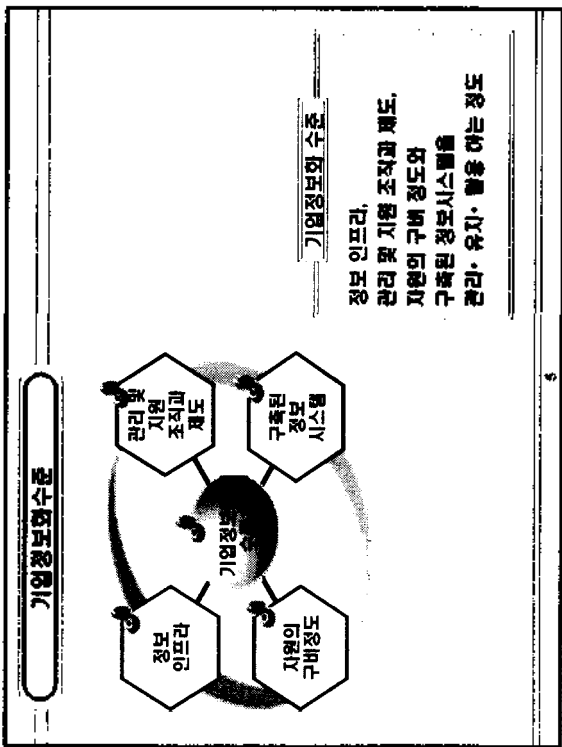 기업정보화수준
정보
인프라
관리 및
지원
조직과
제도
기업정보
자원의
구비정도
구축된
정보
시스템
기업정보화 수준
정보 인프라,
관리 및 지원 조직과 제도,
자원의 구비 정도와
구축된 정보시스템을
관리· 유지· 활용 하는 정도
5